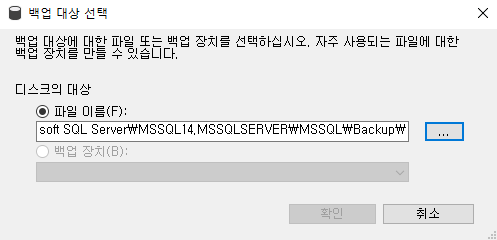 백업 대상 선택
백업 대상에 대한 파일 또는 백업 장치를 선택하십시오. 자주 사용되는 파일에 대한
백업 장치를 만들 수 있습니다.
디스크의 대상
파일 이름(F):
soft SQL Server₩MSSQL14,MSSQLSERVER₩MSSQL₩Backup₩
...
백업 장치(B):
확인
취소